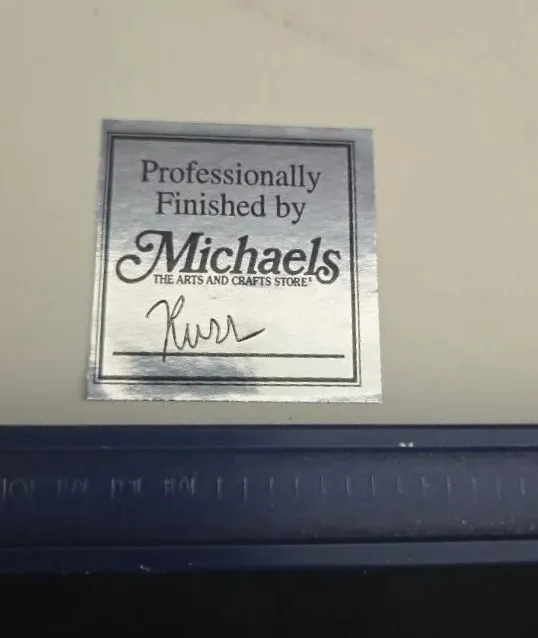 Professionally
Finished by
Michaels
THE ARTS AND CRAFTS STORE®